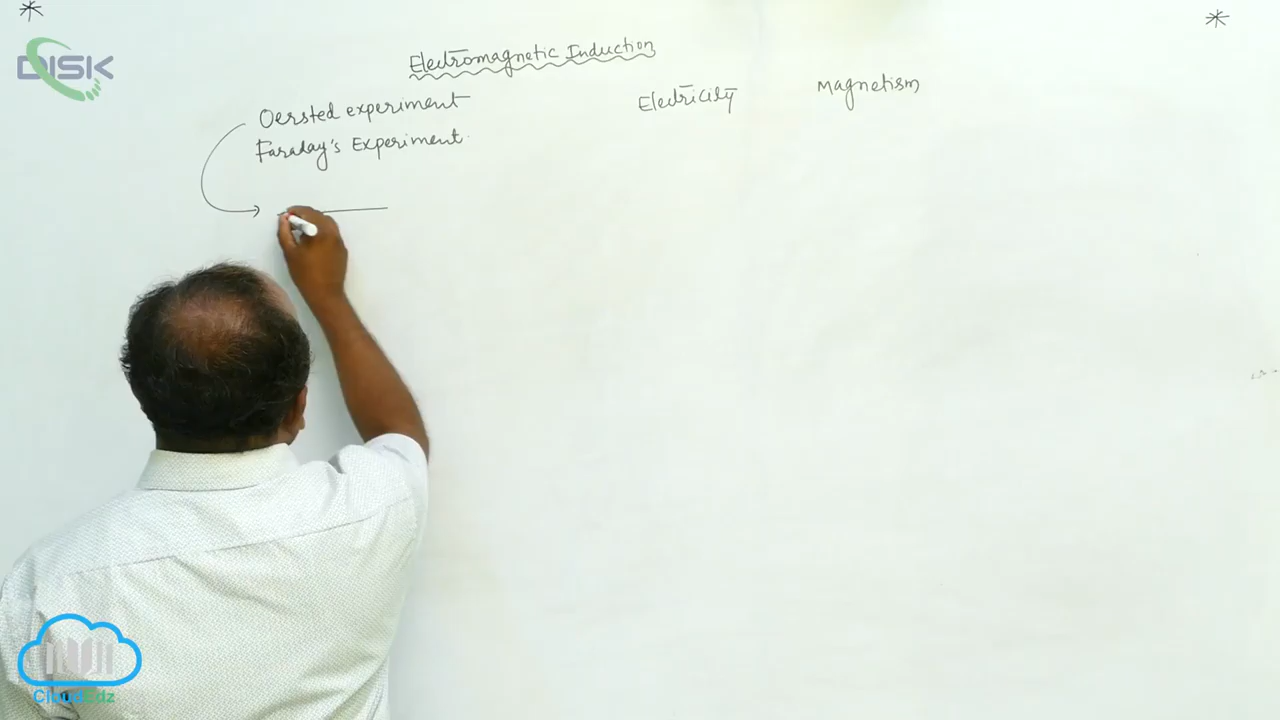 DISK
Electromagnetic Induction
Oersted experiment
Electricity
Magnetism
Faraday's Experiment
CloudEdz